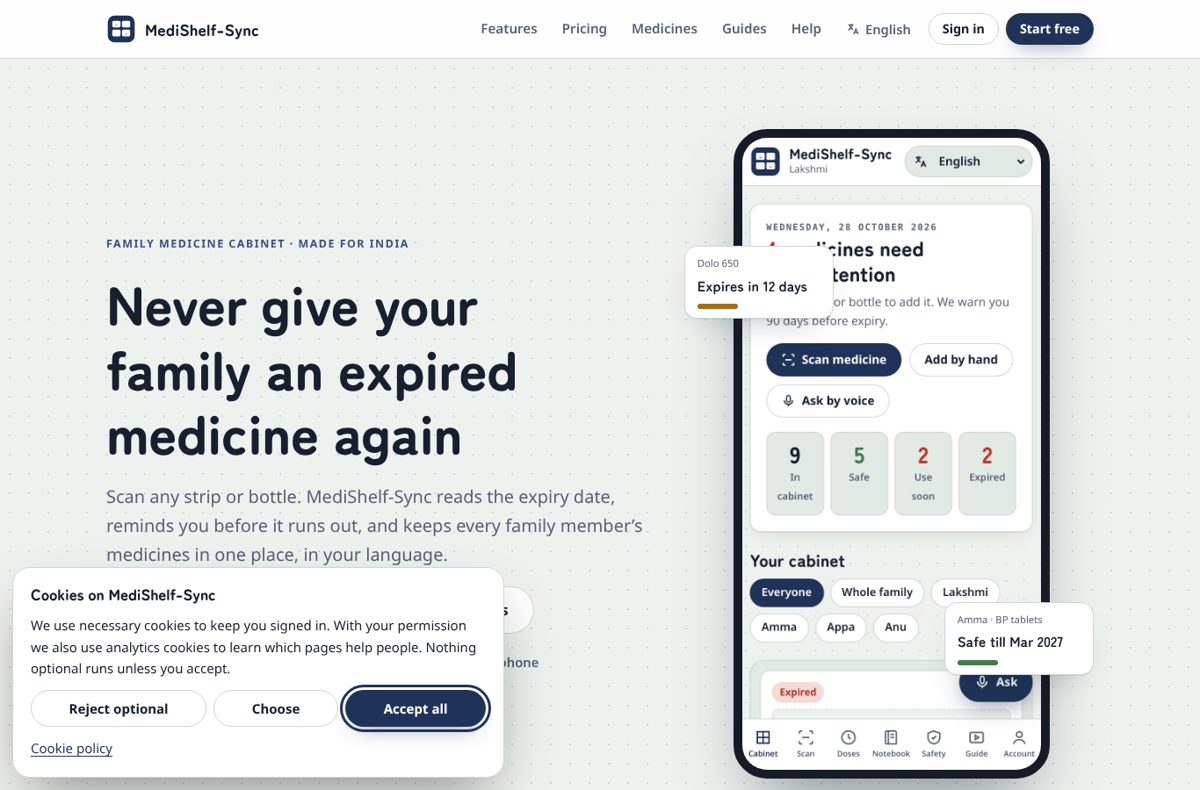 MediShelf-Sync
Features
Pricing
Medicines
Guides
Help
English
Sign in
Start free
FAMILY MEDICINE CABINET · MADE FOR INDIA
Never give your
family an expired
medicine again
Scan any strip or bottle. MediShelf-Sync reads the expiry date,
reminds you before it runs out, and keeps every family member’s
medicines in one place, in your language.
Cookies on MediShelf-Sync
We use necessary cookies to keep you signed in. With your permission
we also use analytics cookies to learn which pages help people. Nothing
optional runs unless you accept.
Reject optional
Choose
Accept all
Cookie policy
MediShelf-Sync
Lakshmi
English
WEDNESDAY, 28 OCTOBER 2026
need
Dolo 650
Expires in 12 days
or bottle to add it. We warn you
90 days before expiry.
Scan medicine
Add by hand
Ask by voice
9
In
cabinet
5
Safe
2
Use
soon
2
Expired
Your cabinet
Everyone
Whole family
Lakshmi
Amma
Appa
Anu
Amma · BP tablets
Safe till Mar 2027
Expired
Ask
Cabinet
Scan
Doses
Notebook
Safety
Guide
Account